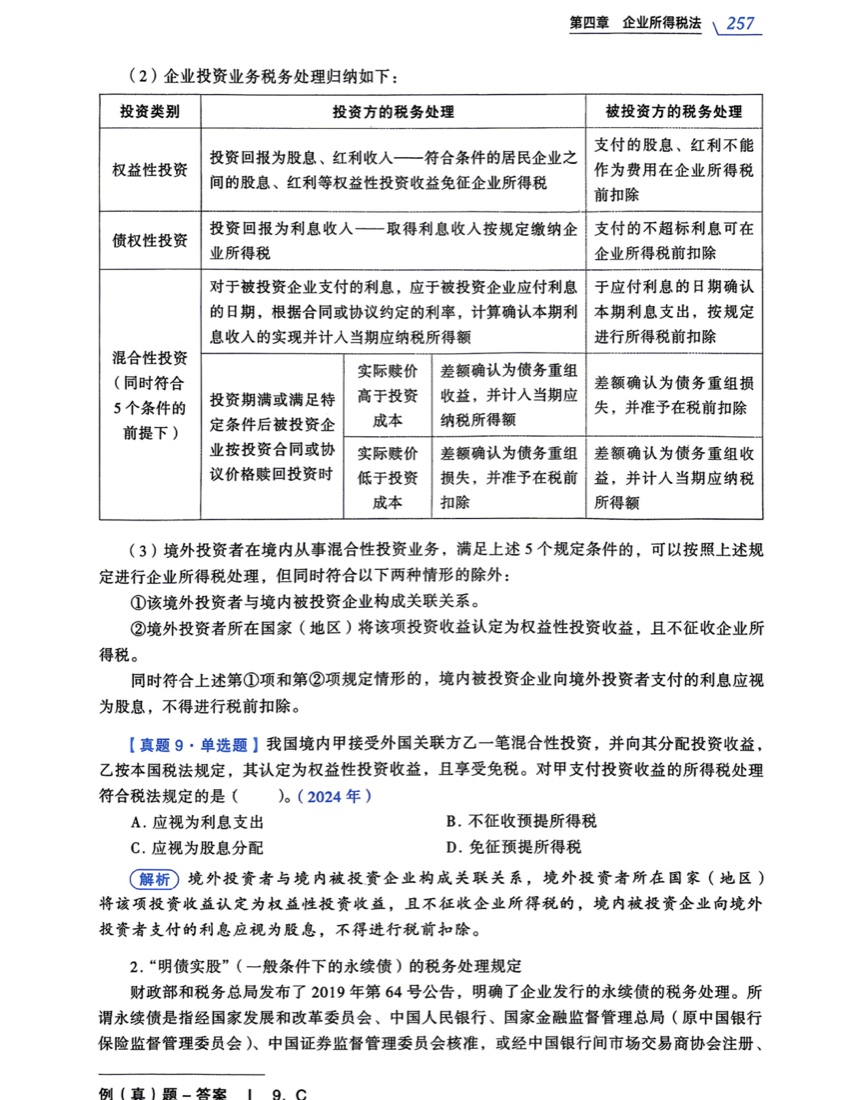 第四章 企业所得税法 257
（2）企业投资业务税务处理归纳如下：
投资类别 投资方的税务处理 被投资方的税务处理
权益性投资
投资回报为股息、红利收入——符合条件的居民企业之
间的股息、红利等权益性投资收益免征企业所得税
支付的股息、红利不能
作为费用在企业所得税
前扣除
债权性投资
投资回报为利息收入——取得利息收入按规定缴纳企
业所得税
支付的不超标利息可在
企业所得税前扣除
混合性投资
（同时符合
5个条件的
前提下）
对于被投资企业支付的利息，应于被投资企业应付利息
的日期，根据合同或协议约定的利率，计算确认本期利
息收入的实现并计入当期应纳税所得额
于应付利息的日期确认
本期利息支出，按规定
进行所得税前扣除
投资期满或满足特
定条件后被投资企
业按投资合同或协
议价格赎回投资时
实际赎价
高于投资
成本
差额确认为债务重组
收益，并计入当期应
纳税所得额
差额确认为债务重组损
失，并准予在税前扣除
实际赎价
低于投资
成本
差额确认为债务重组
损失，并准予在税前
扣除
差额确认为债务重组收
益，并计入当期应纳税
所得额
（3）境外投资者在境内从事混合性投资业务，满足上述5个规定条件的，可以按照上述规
定进行企业所得税处理，但同时符合以下两种情形的除外：
①该境外投资者与境内被投资企业构成关联关系。
②境外投资者所在国家（地区）将该项投资收益认定为权益性投资收益，且不征收企业所
得税。
同时符合上述第①项和第②项规定情形的，境内被投资企业向境外投资者支付的利息应视
为股息，不得进行税前扣除。
【真题9·单选题】我国境内甲接受外国关联方乙一笔混合性投资，并向其分配投资收益，
乙按本国税法规定，其认定为权益性投资收益，且享受免税。对甲支付投资收益的所得税处理
符合税法规定的是（ ）。（2024年）
A. 应视为利息支出 B. 不征收预提所得税
C. 应视为股息分配 D. 免征预提所得税
解析 境外投资者与境内被投资企业构成关联关系，境外投资者所在国家（地区）
将该项投资收益认定为权益性投资收益，且不征收企业所得税的，境内被投资企业向境外
投资者支付的利息应视为股息，不得进行税前扣除。
2.“明债实股”（一般条件下的永续债）的税务处理规定
财政部和税务总局发布了2019年第64号公告，明确了企业发行的永续债的税务处理。所
谓永续债是指经国家发展和改革委员会、中国人民银行、国家金融监督管理总局（原中国银行
保险监督管理委员会）、中国证券监督管理委员会核准，或经中国银行间市场交易商协会注册、
例（真）题－答案 | 9. C